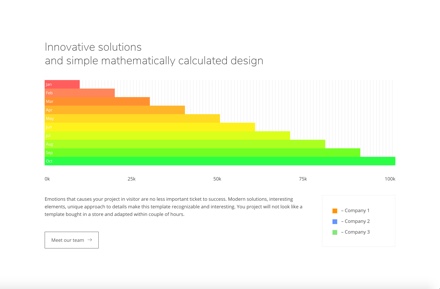 Innovative solutions
and simple mathematically calculated design
Jan
Feb
Mar
Apr
May
Jun
Jul
Aug
Sep
Oct
0k
25k
50k
75k
100k
Emotions that causes your project in visitor are no less important ticket to success. Modern solutions, interesting
elements, unique approach to details make this template recognisable and interesting. You project will not look like a
template bought in a store and adapted within couple of hours.
– Company 1
– Company 2
– Company 3
Meet our team →